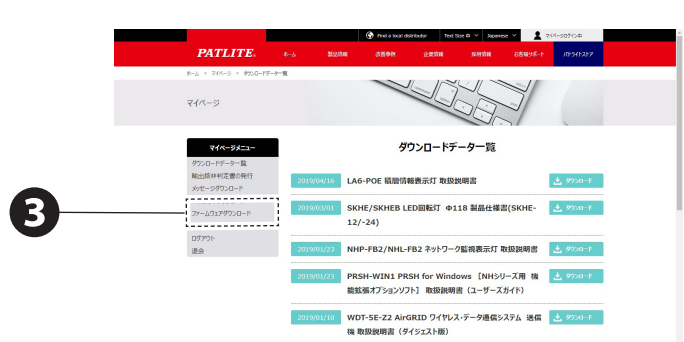 Find a local distributor Text Size Japanese マイページログイン中
PATLITE® ホーム 製品情報 改善事例 企業情報 採用情報 お客様サポート パトライトストア
ホーム > マイページ > ダウンロードデータ一覧
マイページ
マイページメニュー
ダウンロードデータ一覧
輸出該非判定書の発行
メッセージダウンロード
ファームウェアダウンロード
ログアウト
退会
3
ダウンロードデータ一覧
2019/04/16 LA6-POE 積層情報表示灯 取扱説明書 ダウンロード
2019/03/01 SKHE/SKHEB LED回転灯 Φ118 製品仕様書(SKHE-
12/-24) ダウンロード
2019/01/23 NHP-FB2/NHL-FB2 ネットワーク監視表示灯 取扱説明書 ダウンロード
2019/01/23 PRSH-WIN1 PRSH for Windows 【NHシリーズ用 機
能拡張オプションソフト】 取扱説明書（ユーザーズガイド） ダウンロード
2019/01/10 WDT-5E-Z2 AirGRID ワイヤレス・データ通信システム 送信
機 取扱説明書（ダイジェスト版） ダウンロード